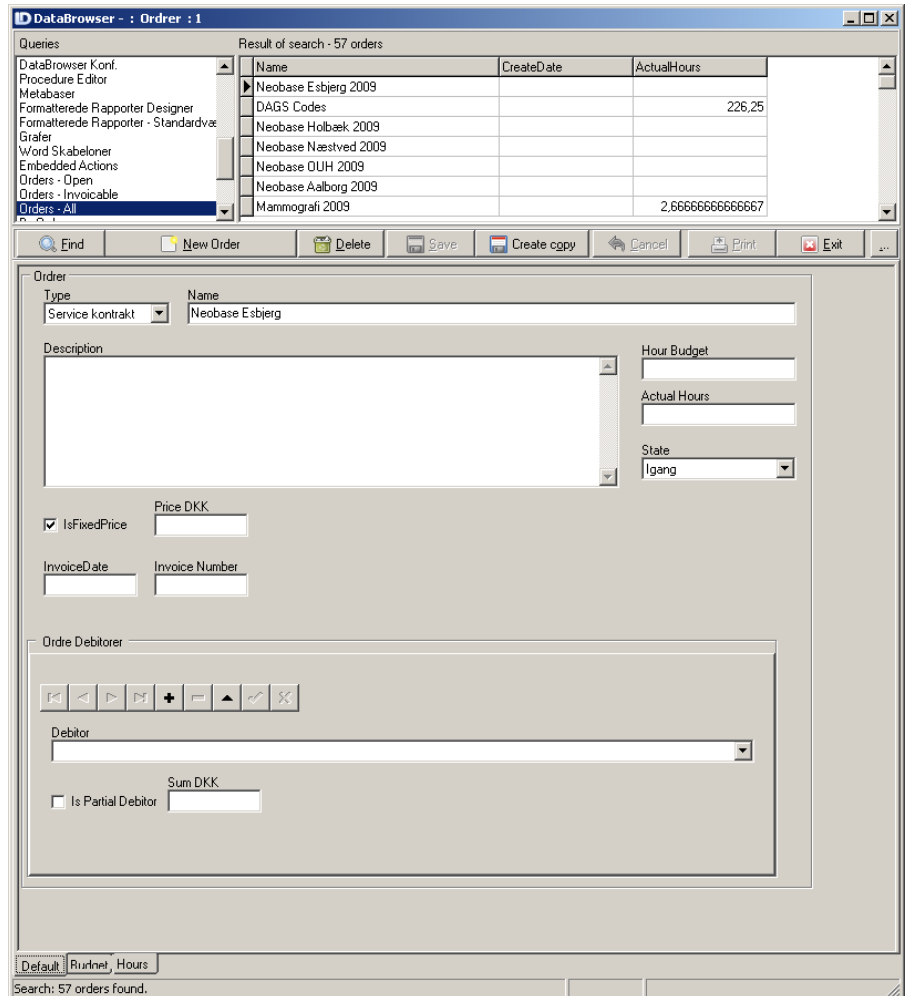 ID DataBrowser - : Ordrer : 1
Queries
Result of search - 57 orders
DataBrowser Konf.
Procedure Editor
Metabaser
Formatterede Rapporter Designer
Formatterede Rapporter - Standardvæ
Grafer
Word Skabeloner
Embedded Actions
Orders - Open
Orders - Invoicable
Orders - All
Name CreateDate ActualHours
Neobase Esbjerg 2009
DAGS Codes 226,25
Neobase Holbæk 2009
Neobase Næstved 2009
Neobase OUH 2009
Neobase Aalborg 2009
Mammografi 2009 2,66666666666667
Find New Order Delete Save Create copy Cancel Print Exit ...
Ordrer
Type Name
Service kontrakt Neobase Esbjerg
Description Hour Budget
Actual Hours
State
Igang
Price DKK
IsFixedPrice
InvoiceDate Invoice Number
Ordre Debitorer
Debitor
Sum DKK
Is Partial Debitor
Default Budget Hours
Search: 57 orders found.